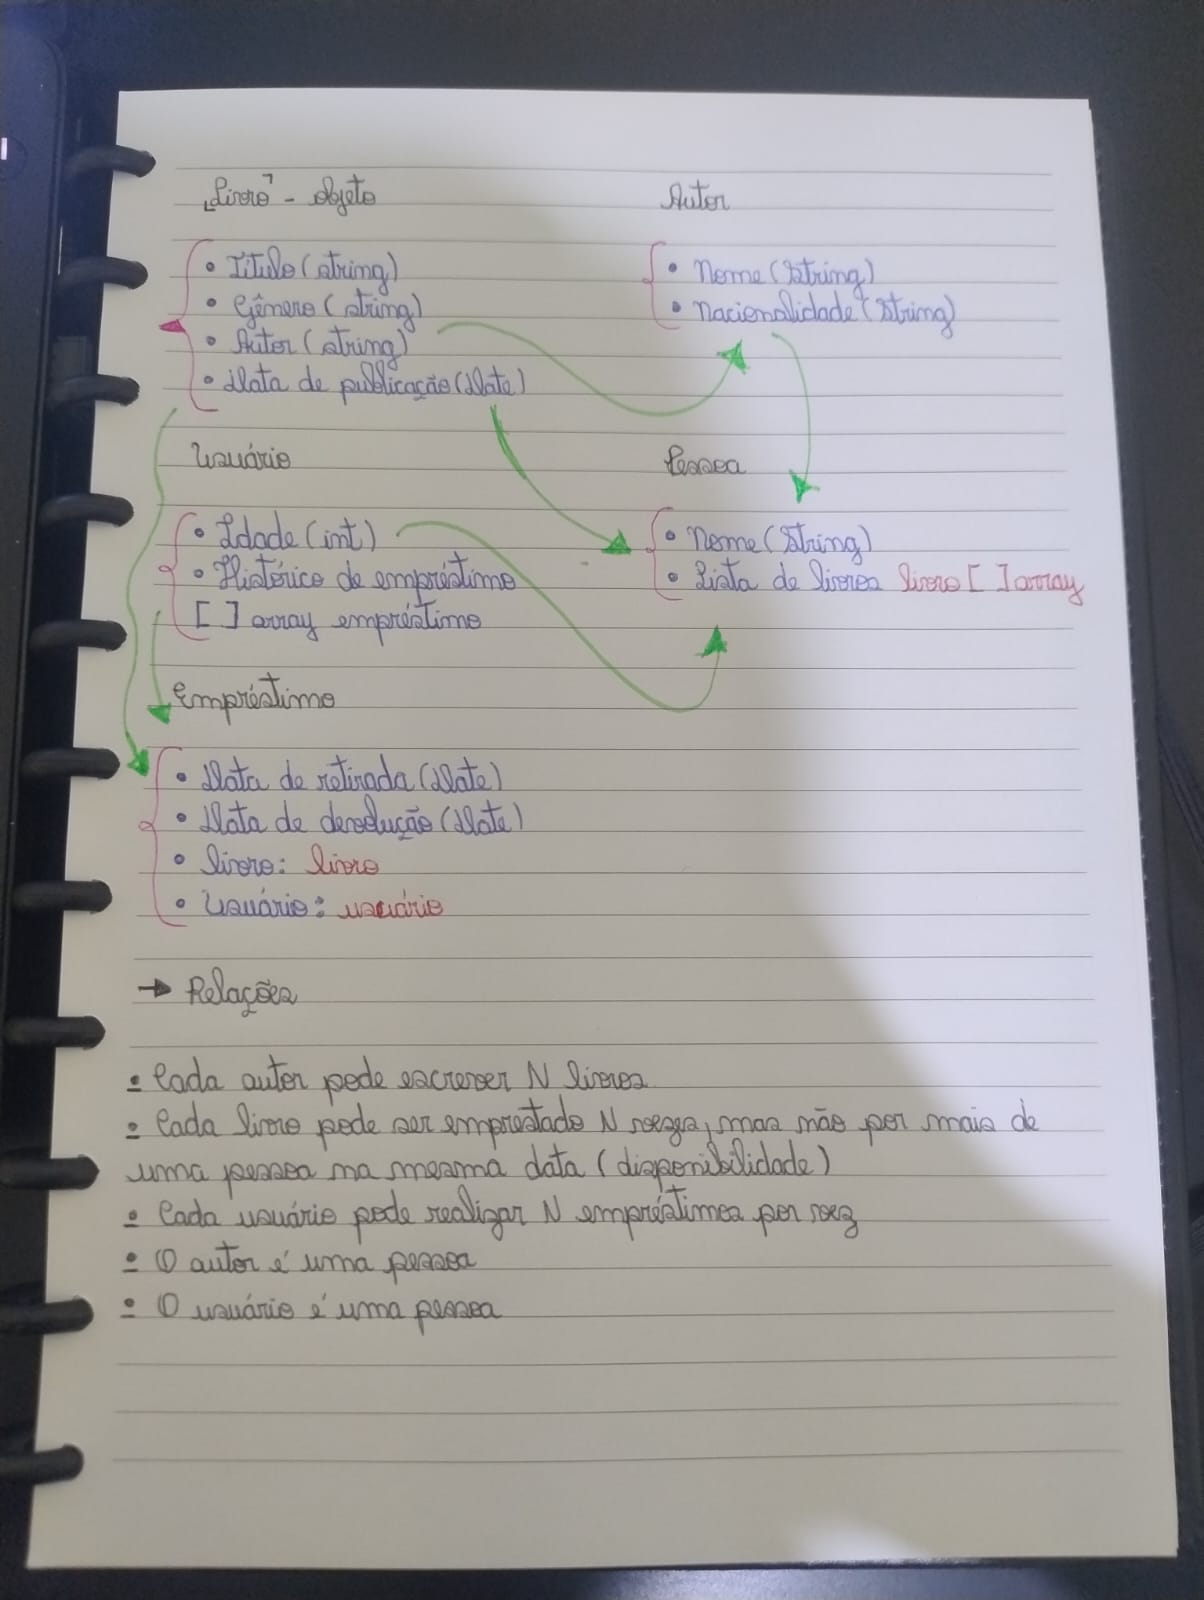 Livro - objeto
• Título (string)
• Gênero (string)
• Autor (string)
• Data de publicação (Date)
Autor
• Nome (String)
• Nacionalidade (String)
Usuário
• Idade (int)
• Histórico de empréstimo
[ ] array empréstimo
Pessoa
• Nome (String)
• Lista de livros livro [ ] array
Empréstimo
• Data de retirada (Date)
• Data de devolução (Date)
• livro: livro
• Usuário: usuário
→ Relações
- Cada autor pode escrever N livros
- Cada livro pode ser emprestado N vezes, mas não por mais de
uma pessoa na mesma data (disponibilidade)
- Cada usuário pode realizar N empréstimos por vez
- O autor é uma pessoa
- O usuário é uma pessoa